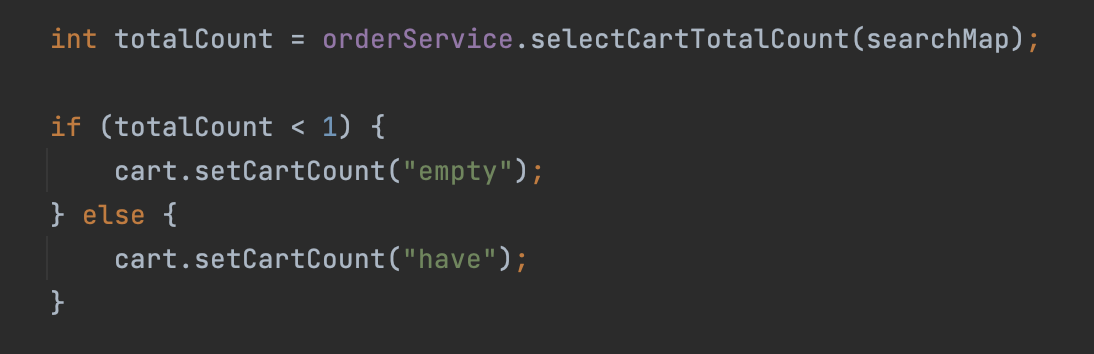 int totalCount = orderService.selectCartTotalCount(searchMap);
if (totalCount < 1) {
    cart.setCartCount("empty");
} else {
    cart.setCartCount("have");
}